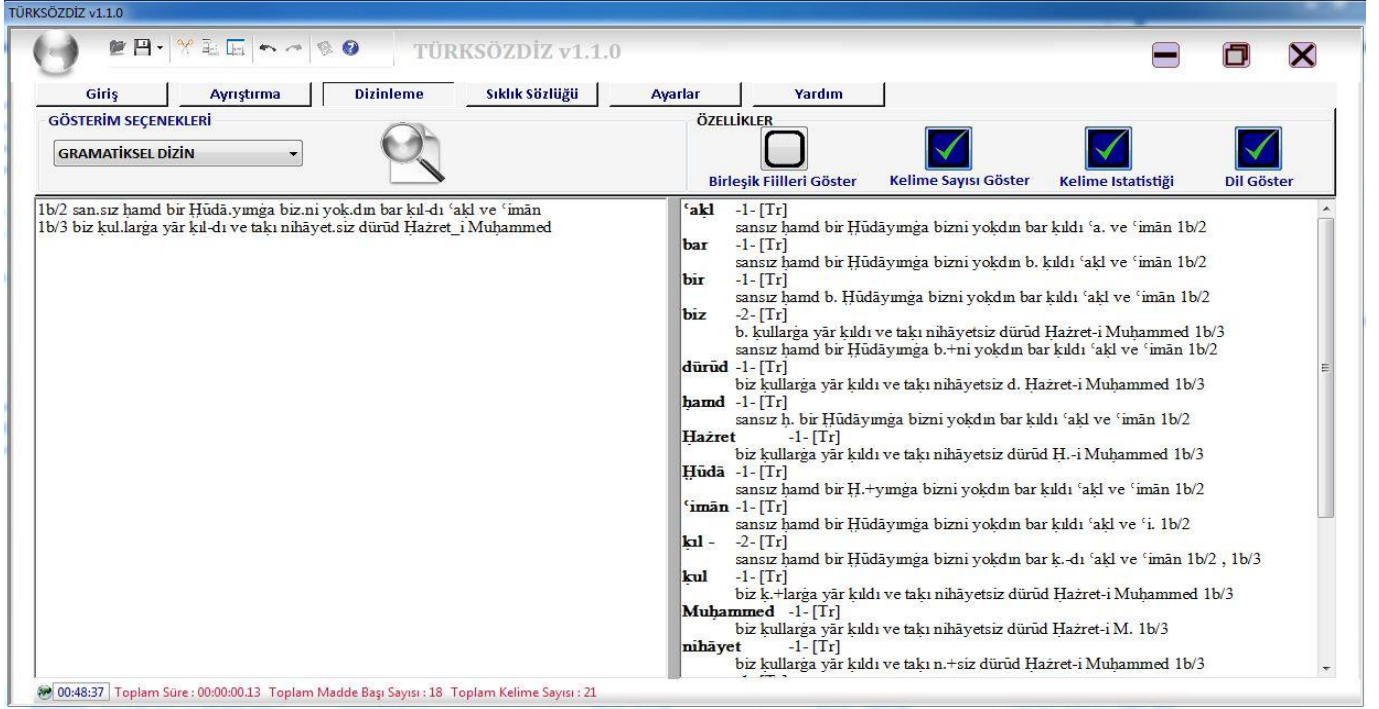 TÜRKSÖZDİZ v1.1.0
TÜRKSÖZDİZ v1.1.0
Giriş Ayrıştırma Dizinleme Sıklık Sözlüğü Ayarlar Yardım
GÖSTERİM SEÇENEKLERİ
GRAMATİKSEL DİZİN
ÖZELLİKLER
Birleşik Fiilleri Göster Kelime Sayısı Göster Kelime Istatistiği Dil Göster
1b/2 san.sız ḥamd bir Ḫūdā.yımġa biz.ni yoḳ.dın bar ḳıl-dı ʿaḳl ve ʿimān
1b/3 biz ḳul.larġa yār ḳıl-dı ve taḳı nihāyet.siz dürūd Ḥażret_i Muḥammed
ʿaḳl -1- [Tr]
sansız ḥamd bir Ḫūdāyımġa bizni yoḳdın bar ḳıldı ʿa. ve ʿimān 1b/2
bar -1- [Tr]
sansız ḥamd bir Ḫūdāyımġa bizni yoḳdın b. ḳıldı ʿaḳl ve ʿimān 1b/2
bir -1- [Tr]
sansız ḥamd b. Ḫūdāyımġa bizni yoḳdın bar ḳıldı ʿaḳl ve ʿimān 1b/2
biz -2- [Tr]
b. ḳullarġa yār ḳıldı ve taḳı nihāyetsiz dürūd Ḥażret-i Muḥammed 1b/3
sansız ḥamd bir Ḫūdāyımġa b.+ni yoḳdın bar ḳıldı ʿaḳl ve ʿimān 1b/2
dürūd -1- [Tr]
biz ḳullarġa yār ḳıldı ve taḳı nihāyetsiz d. Ḥażret-i Muḥammed 1b/3
ḥamd -1- [Tr]
sansız ḥ. bir Ḫūdāyımġa bizni yoḳdın bar ḳıldı ʿaḳl ve ʿimān 1b/2
Ḥażret -1- [Tr]
biz ḳullarġa yār ḳıldı ve taḳı nihāyetsiz dürūd Ḥ.-i Muḥammed 1b/3
Ḫūdā -1- [Tr]
sansız ḥamd bir Ḫ.+yımġa bizni yoḳdın bar ḳıldı ʿaḳl ve ʿimān 1b/2
ʿimān -1- [Tr]
sansız ḥamd bir Ḫūdāyımġa bizni yoḳdın bar ḳıldı ʿaḳl ve ʿi. 1b/2
ḳıl - -2- [Tr]
sansız ḥamd bir Ḫūdāyımġa bizni yoḳdın bar ḳ.-dı ʿaḳl ve ʿimān 1b/2 , 1b/3
ḳul -1- [Tr]
biz ḳ.+larġa yār ḳıldı ve taḳı nihāyetsiz dürūd Ḥażret-i Muḥammed 1b/3
Muḥammed -1- [Tr]
biz ḳullarġa yār ḳıldı ve taḳı nihāyetsiz dürūd Ḥażret-i M. 1b/3
nihāyet -1- [Tr]
biz ḳullarġa yār ḳıldı ve taḳı n.+siz dürūd Ḥażret-i Muḥammed 1b/3
00:48:37 Toplam Süre : 00:00:00.13 Toplam Madde Başı Sayısı : 18 Toplam Kelime Sayısı : 21